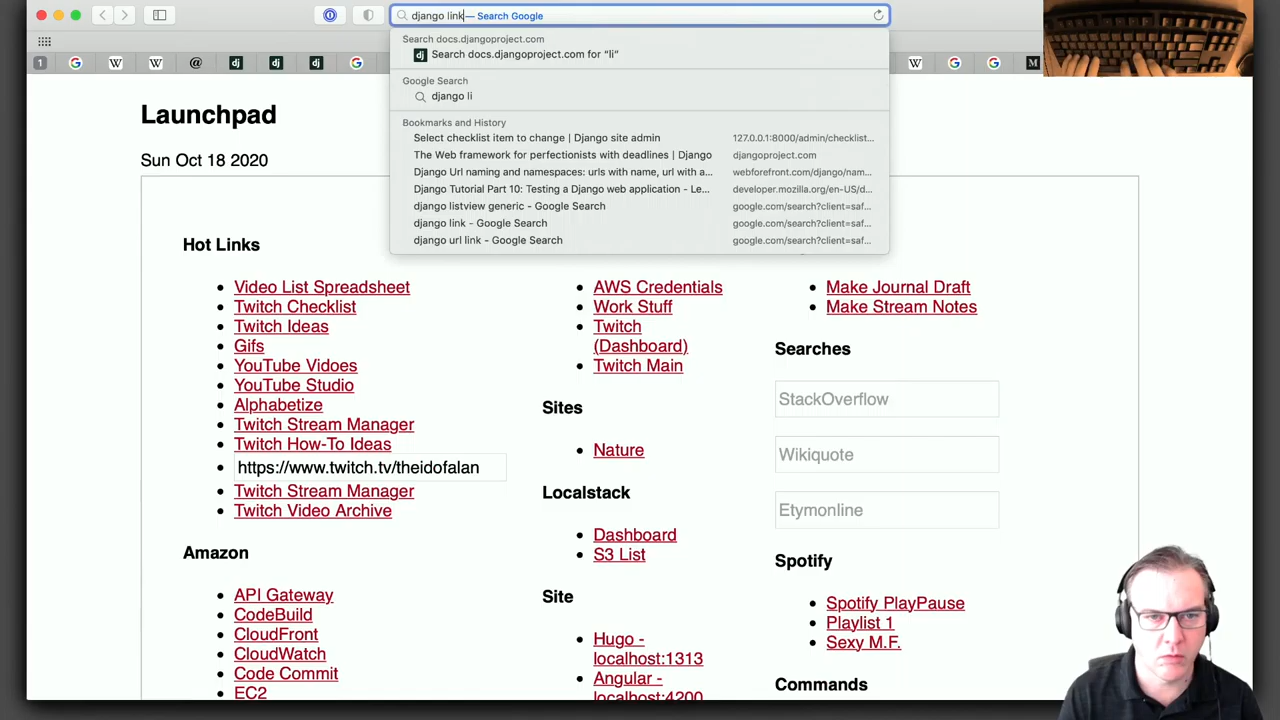 django link — Search Google
Search docs.djangoproject.com
dj Search docs.djangoproject.com for “li”
Google Search
django li
Bookmarks and History
Select checklist item to change | Django site admin 127.0.0.1:8000/admin/checklist...
The Web framework for perfectionists with deadlines | Django djangoproject.com
Django Url naming and namespaces: urls with name, url with a... webforefront.com/django/nam...
Django Tutorial Part 10: Testing a Django web application - Le... developer.mozilla.org/en-US/d...
django listview generic - Google Search google.com/search?client=saf...
django link - Google Search google.com/search?client=saf...
django url link - Google Search google.com/search?client=saf...
1 G W W @ dj dj dj G W G G M
Launchpad
Sun Oct 18 2020
Hot Links
Video List Spreadsheet
Twitch Checklist
Twitch Ideas
Gifs
YouTube Vidoes
YouTube Studio
Alphabetize
Twitch Stream Manager
Twitch How-To Ideas
https://www.twitch.tv/theidofalan
Twitch Stream Manager
Twitch Video Archive
Amazon
API Gateway
CodeBuild
CloudFront
CloudWatch
Code Commit
EC2
AWS Credentials
Work Stuff
Twitch
(Dashboard)
Twitch Main
Sites
Nature
Localstack
Dashboard
S3 List
Site
Hugo -
localhost:1313
Angular -
localhost:4200
Make Journal Draft
Make Stream Notes
Searches
StackOverflow
Wikiquote
Etymonline
Spotify
Spotify PlayPause
Playlist 1
Sexy M.F.
Commands